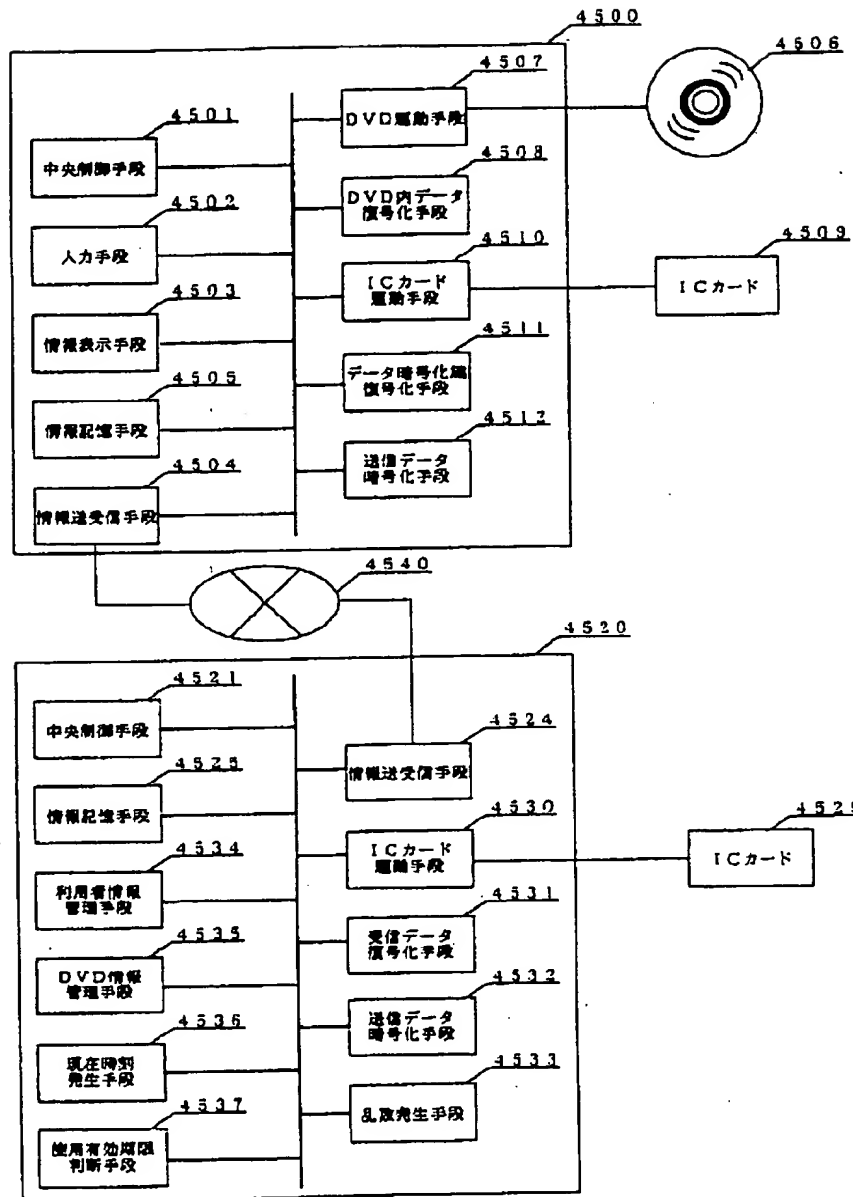 4500
4506
4507
DVD駆動手段
4501
中央制御手段
4508
DVD内データ
復号化手段
4502
入力手段
4510
ICカード
駆動手段
4509
ICカード
4503
情報表示手段
4511
データ暗号化鍵
復号化手段
4505
情報記憶手段
4512
送信データ
暗号化手段
4504
情報送受信手段
4540
4520
4521
中央制御手段
4524
情報送受信手段
4525
情報記憶手段
4530
ICカード
駆動手段
ICカード
4534
利用者情報
管理手段
4531
受信データ
復号化手段
4535
DVD情報
管理手段
4532
送信データ
暗号化手段
4536
現在時刻
発生手段
4533
乱数発生手段
4537
使用有効期限
判断手段